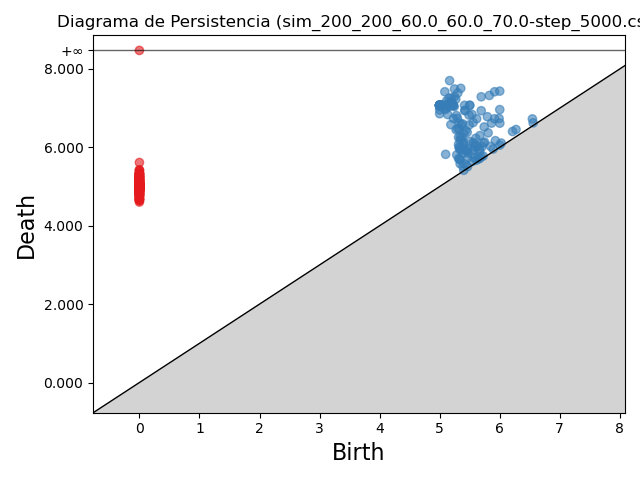 Diagrama de Persistencia (sim_200_200_60.0_60.0_70.0-step_5000.cs
+∞
8.000
6.000
4.000
2.000
0.000
Death
0 1 2 3 4 5 6 7 8
Birth